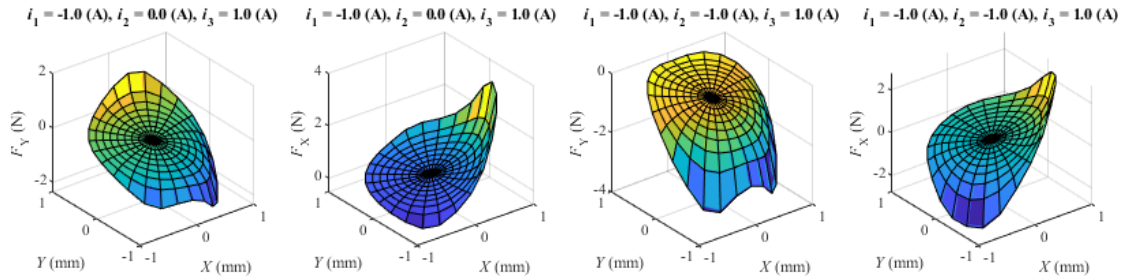 i1 = -1.0 (A), i2 = 0.0 (A), i3 = 1.0 (A)
2
0
-2
FY (N)
1
0
-1
Y (mm)
-1
0
1
X (mm)
i1 = -1.0 (A), i2 = 0.0 (A), i3 = 1.0 (A)
4
2
0
FX (N)
1
0
-1
Y (mm)
-1
0
1
X (mm)
i1 = -1.0 (A), i2 = -1.0 (A), i3 = 1.0 (A)
0
-2
-4
FY (N)
1
0
-1
Y (mm)
-1
0
1
X (mm)
i1 = -1.0 (A), i2 = -1.0 (A), i3 = 1.0 (A)
2
0
-2
FX (N)
1
0
-1
Y (mm)
-1
0
1
X (mm)